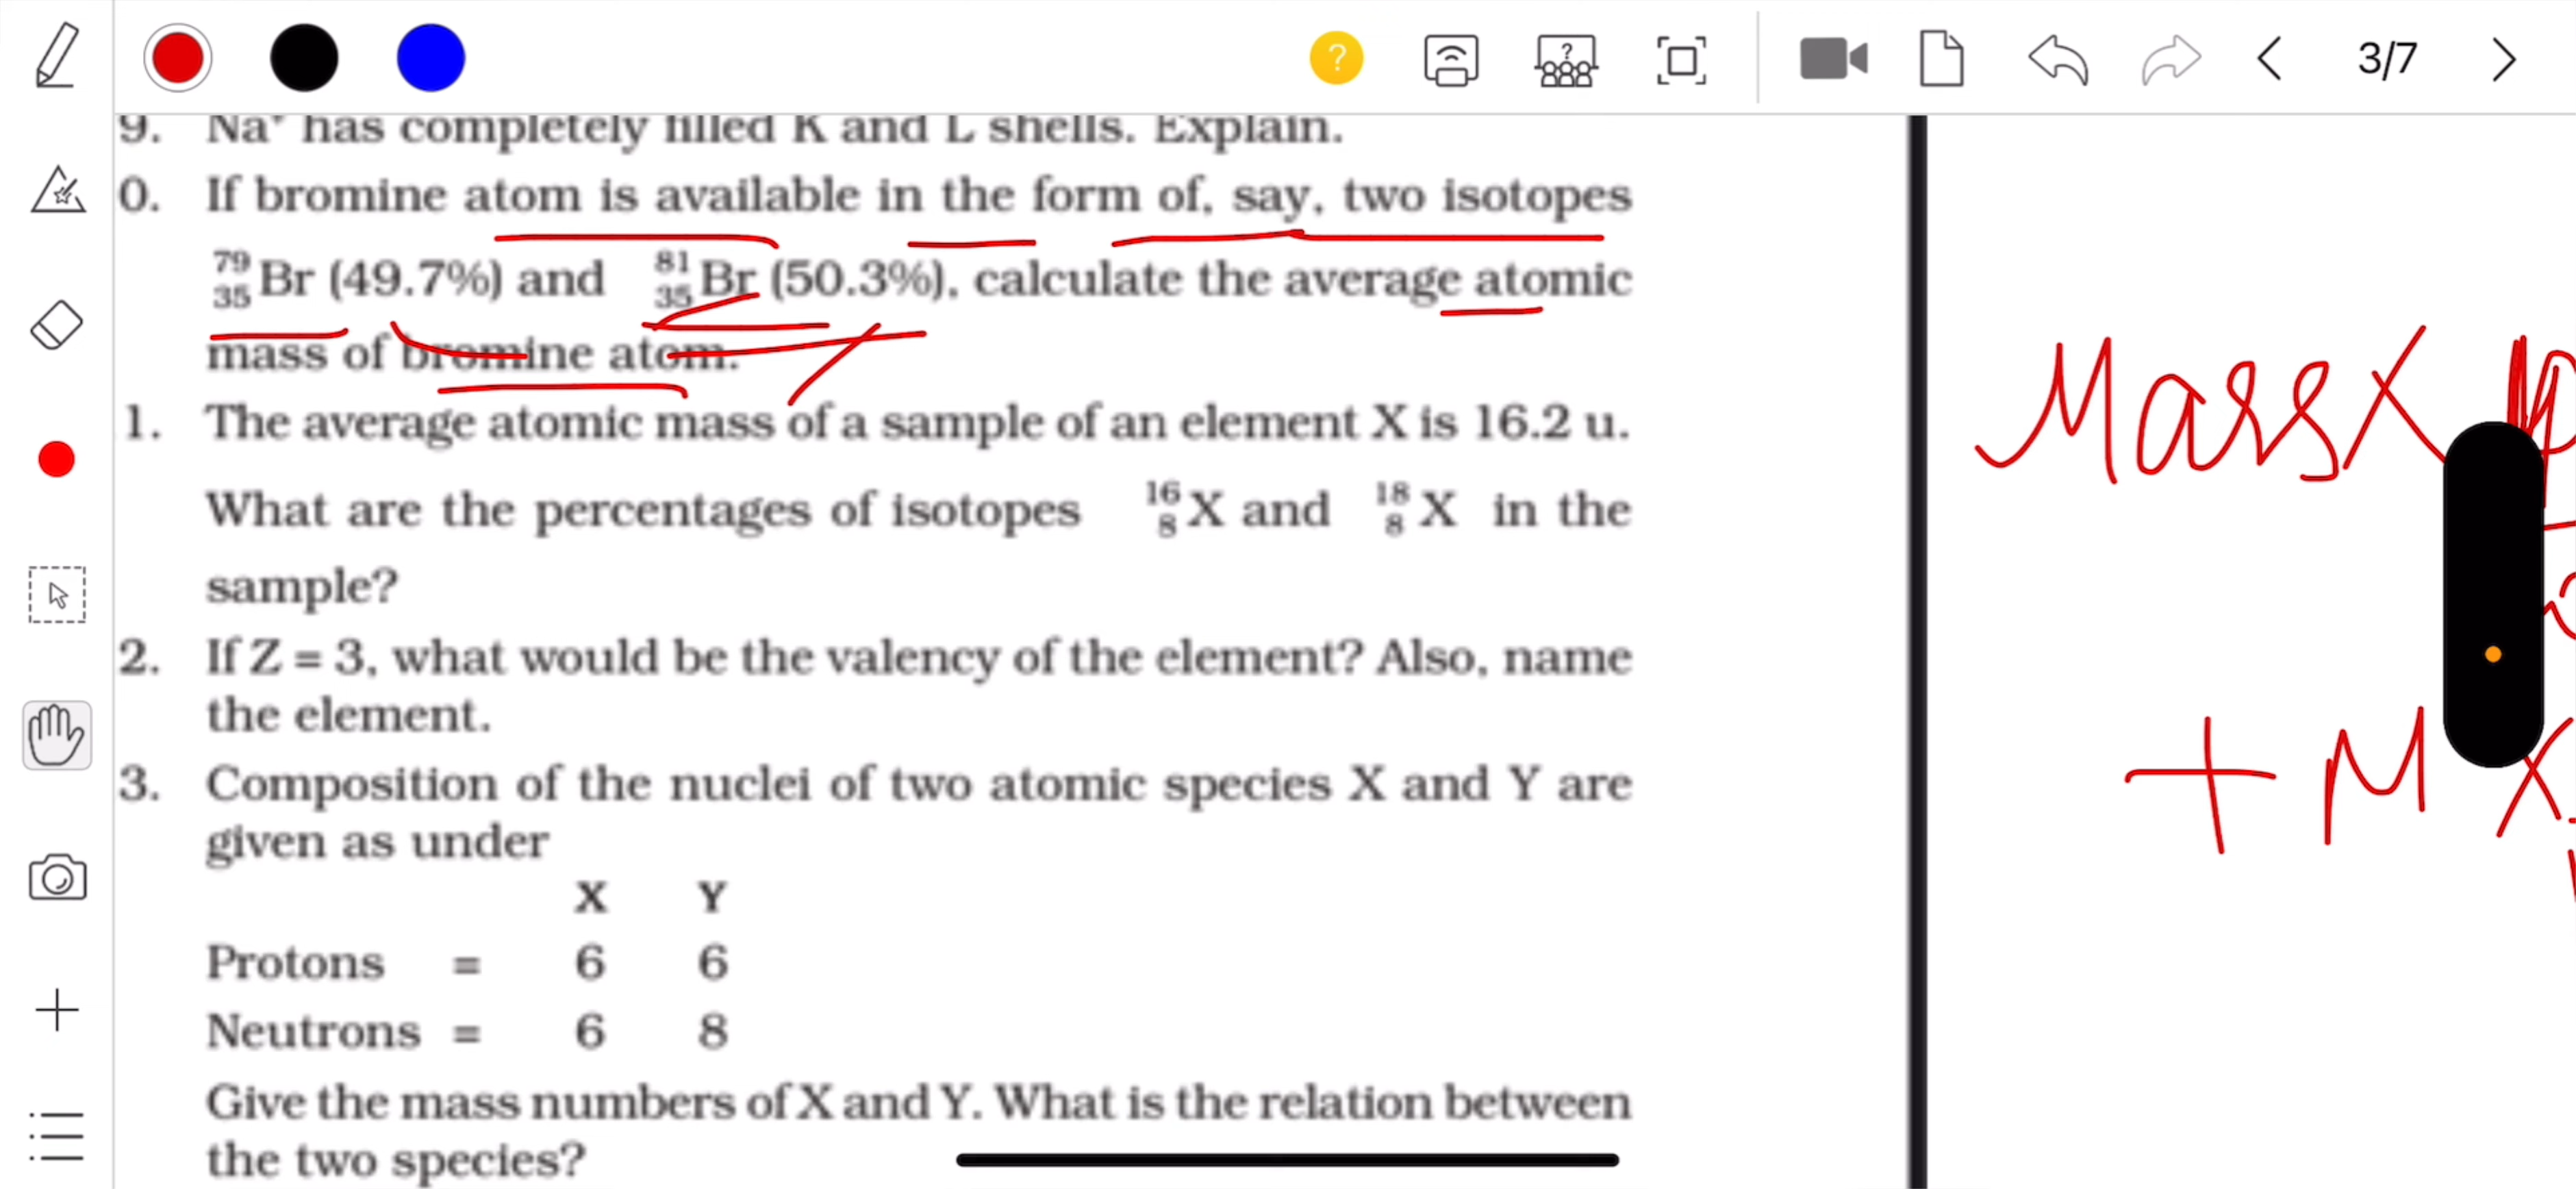 3/7
9. Na⁺ has completely filled K and L shells. Explain.
0. If bromine atom is available in the form of, say, two isotopes
⁷⁹₃₅Br (49.7%) and ⁸¹₃₅Br (50.3%), calculate the average atomic
mass of bromine atom.
1. The average atomic mass of a sample of an element X is 16.2 u.
What are the percentages of isotopes ¹⁶₈X and ¹⁸₈X in the
sample?
2. If Z = 3, what would be the valency of the element? Also, name
the element.
3. Composition of the nuclei of two atomic species X and Y are
given as under
X Y
Protons = 6 6
Neutrons = 6 8
Give the mass numbers of X and Y. What is the relation between
the two species?
Mass X
+ M X